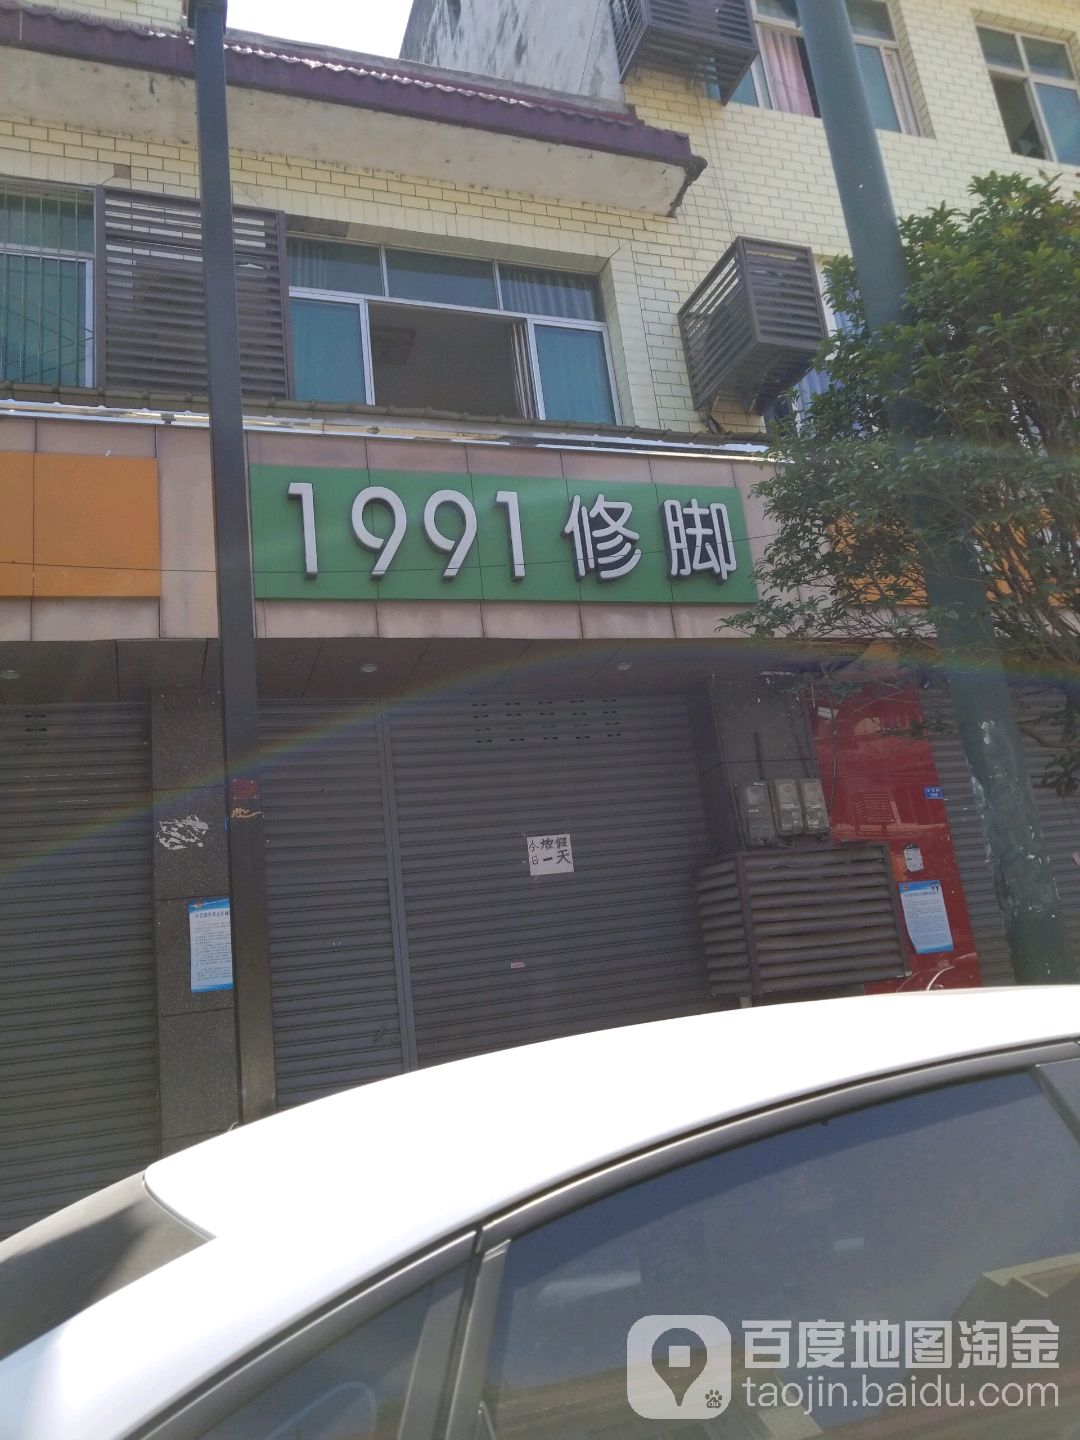 1991修脚
今日放假一天
百度地图淘金
taojin.baidu.com